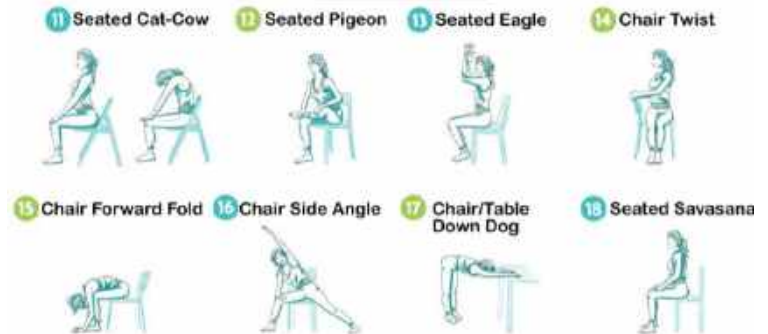 11 Seated Cat-Cow
12 Seated Pigeon
13 Seated Eagle
14 Chair Twist
15 Chair Forward Fold
16 Chair Side Angle
17 Chair/Table
Down Dog
18 Seated Savasana